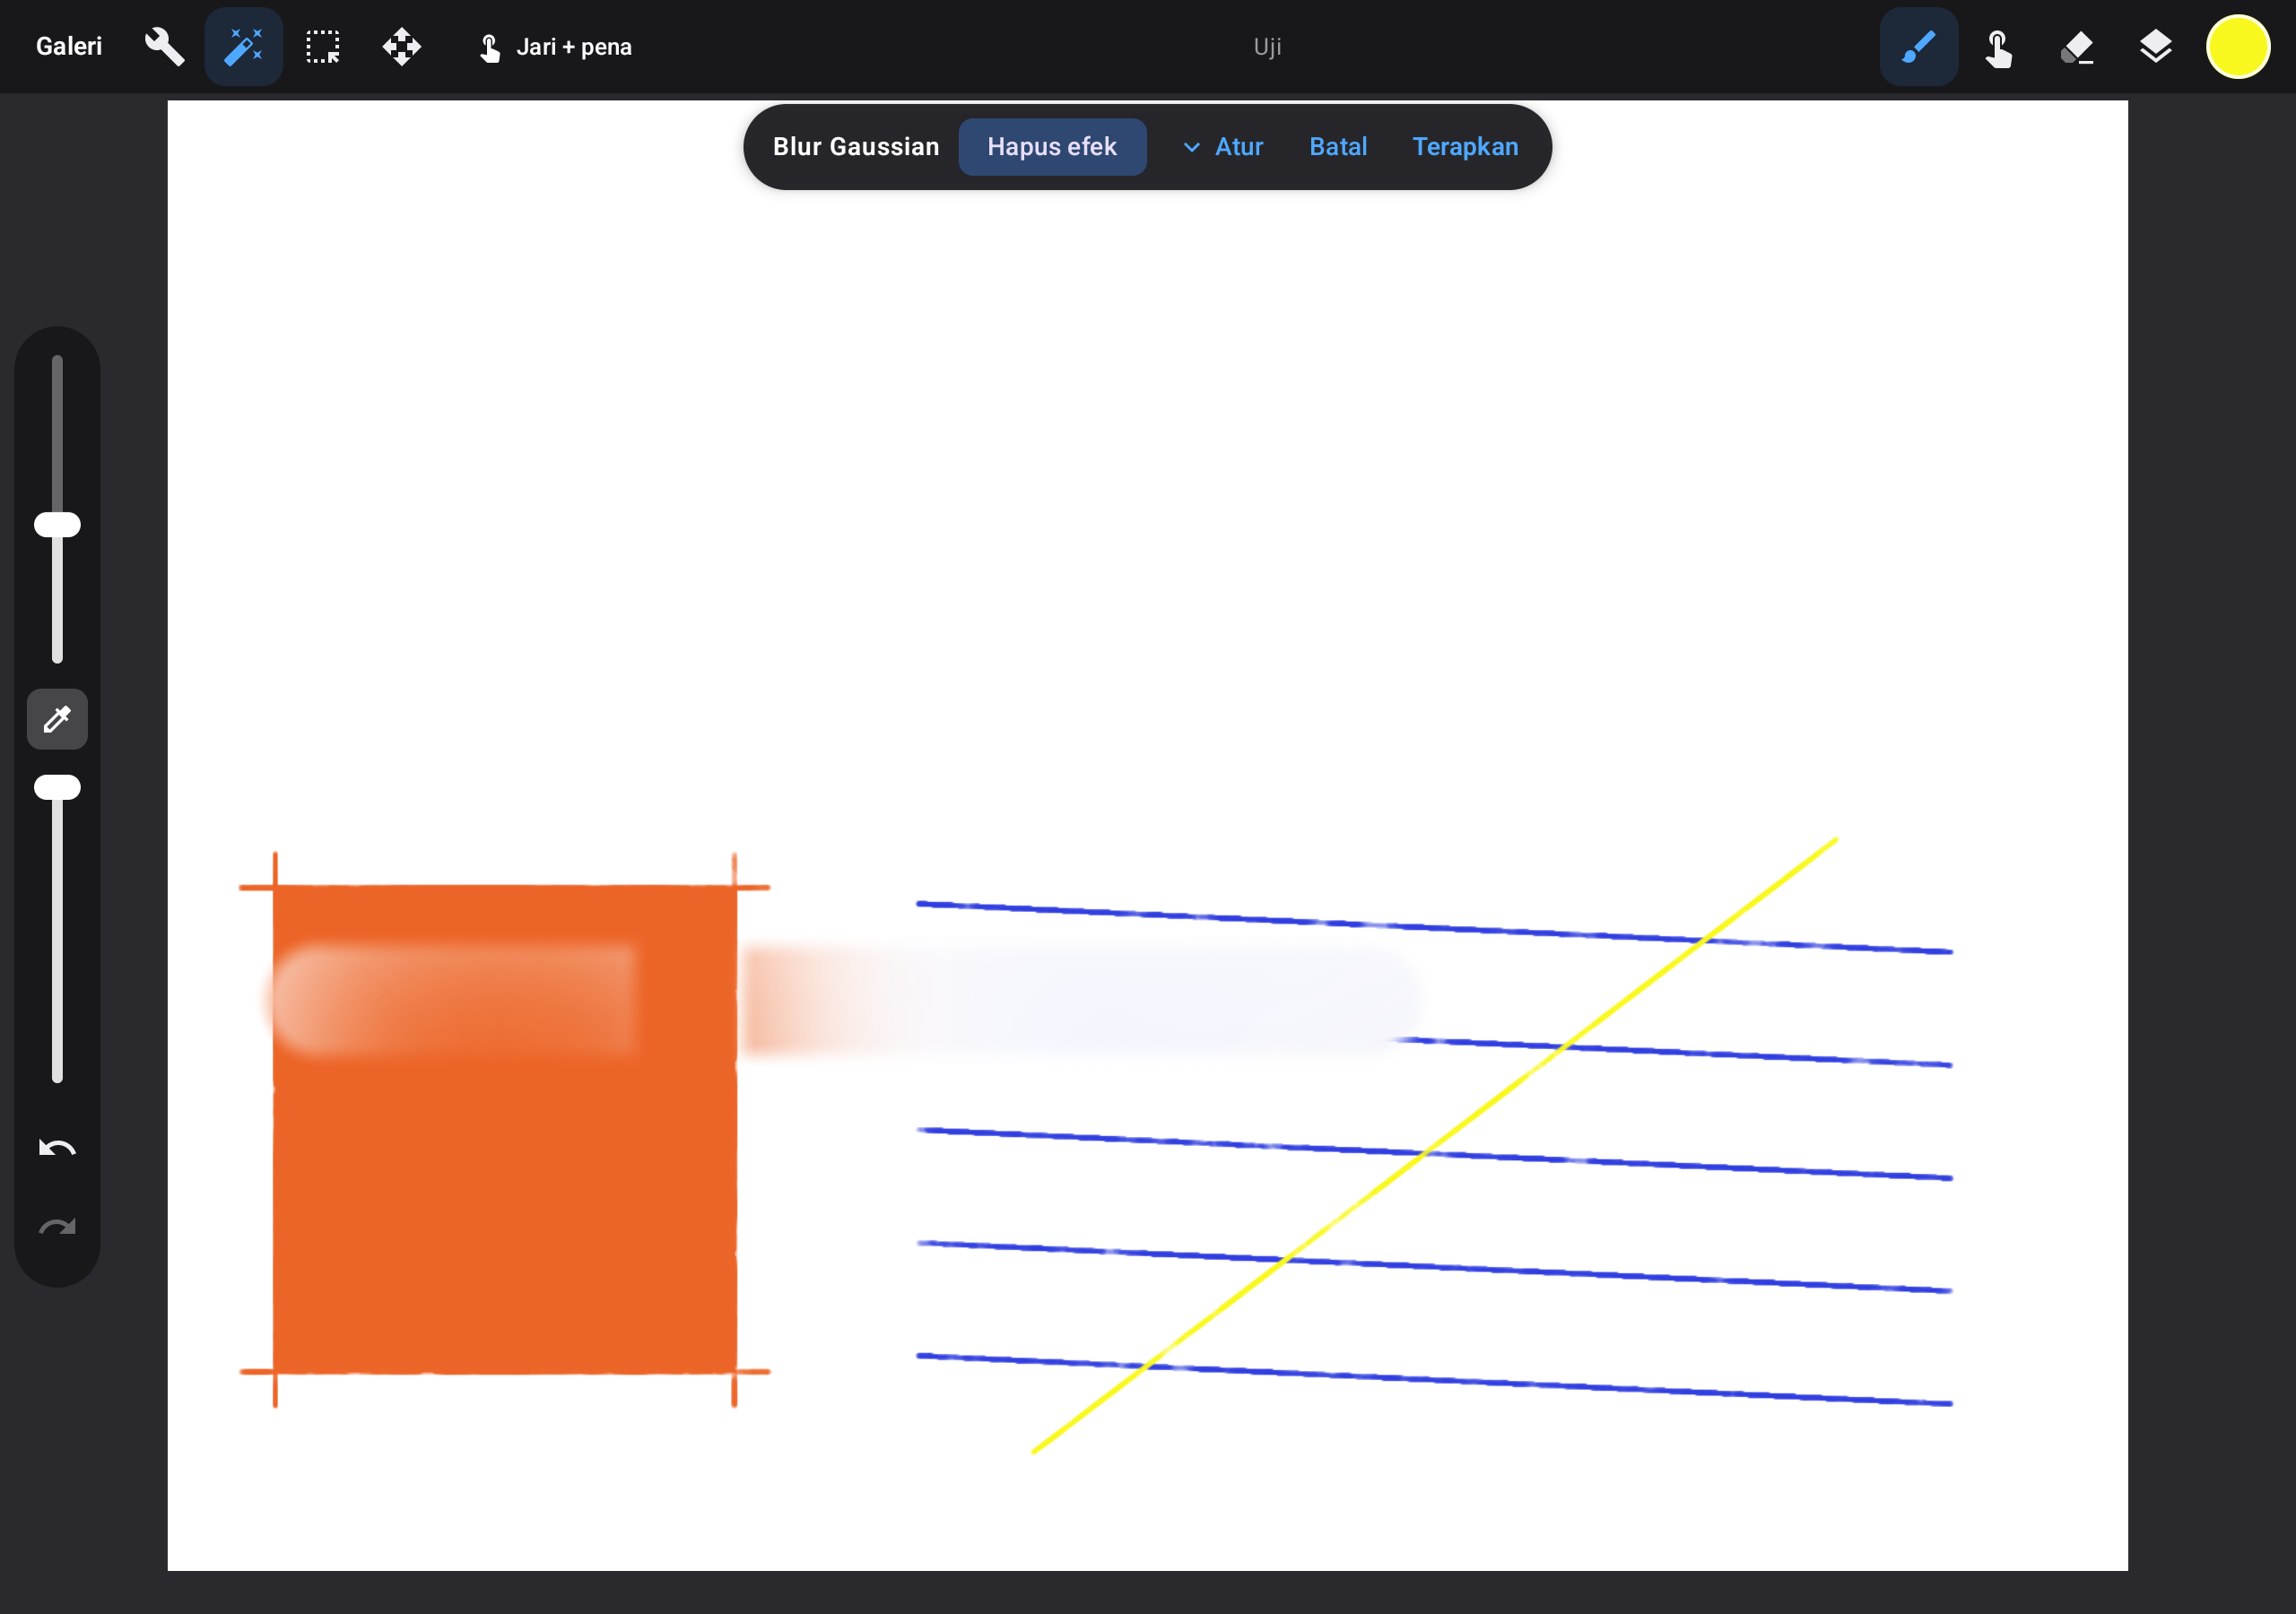 Galeri
Jari + pena
Uji
Blur Gaussian
Hapus efek
Atur
Batal
Terapkan